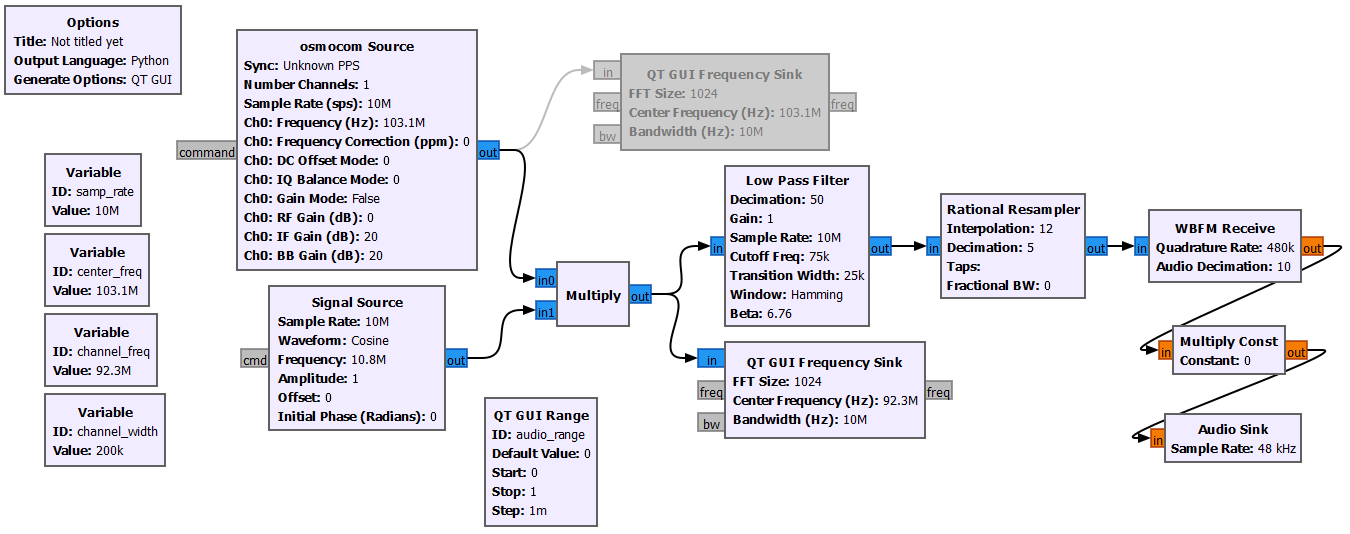 Options
Title: Not titled yet
Output Language: Python
Generate Options: QT GUI
osmocom Source
Sync: Unknown PPS
Number Channels: 1
Sample Rate (sps): 10M
Ch0: Frequency (Hz): 103.1M
Ch0: Frequency Correction (ppm): 0
Ch0: DC Offset Mode: 0
Ch0: IQ Balance Mode: 0
Ch0: Gain Mode: False
Ch0: RF Gain (dB): 0
Ch0: IF Gain (dB): 20
Ch0: BB Gain (dB): 20
command
out
QT GUI Frequency Sink
FFT Size: 1024
Center Frequency (Hz): 103.1M
Bandwidth (Hz): 10M
in
freq
bw
freq
Variable
ID: samp_rate
Value: 10M
Variable
ID: center_freq
Value: 103.1M
Variable
ID: channel_freq
Value: 92.3M
Variable
ID: channel_width
Value: 200k
Signal Source
Sample Rate: 10M
Waveform: Cosine
Frequency: 10.8M
Amplitude: 1
Offset: 0
Initial Phase (Radians): 0
cmd
out
in0
in1
Multiply
out
QT GUI Range
ID: audio_range
Default Value: 0
Start: 0
Stop: 1
Step: 1m
Low Pass Filter
Decimation: 50
Gain: 1
Sample Rate: 10M
Cutoff Freq: 75k
Transition Width: 25k
Window: Hamming
Beta: 6.76
in
out
QT GUI Frequency Sink
FFT Size: 1024
Center Frequency (Hz): 92.3M
Bandwidth (Hz): 10M
in
freq
bw
freq
Rational Resampler
Interpolation: 12
Decimation: 5
Taps:
Fractional BW: 0
in
out
WBFM Receive
Quadrature Rate: 480k
Audio Decimation: 10
in
out
Multiply Const
Constant: 0
in
out
Audio Sink
Sample Rate: 48 kHz
in